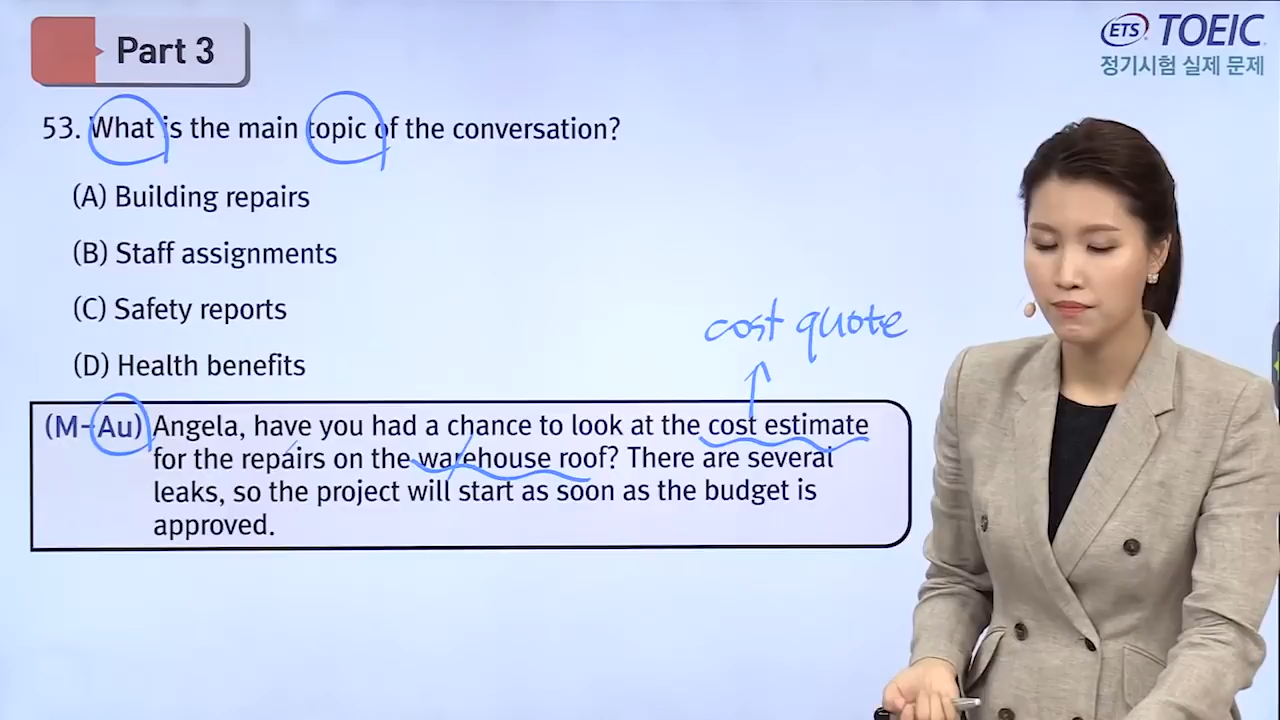 Part 3
ETS TOEIC
정기시험 실제 문제
53. What is the main topic of the conversation?
(A) Building repairs
(B) Staff assignments
(C) Safety reports
(D) Health benefits
cost quote
(M-Au) Angela, have you had a chance to look at the cost estimate
for the repairs on the warehouse roof? There are several
leaks, so the project will start as soon as the budget is
approved.